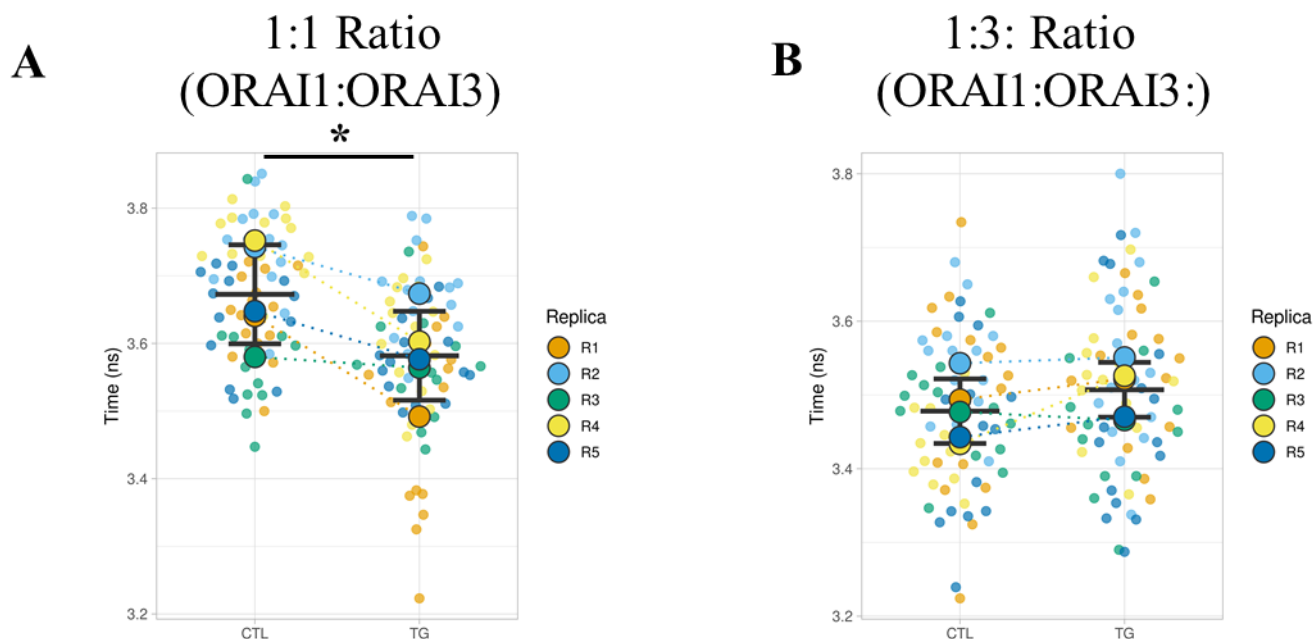 A
1:1 Ratio
(ORAI1:ORAI3)
*
3.8
3.6
3.4
3.2
Time (ns)
CTL
TG
Replica
R1
R2
R3
R4
R5
B
1:3: Ratio
(ORAI1:ORAI3:)
3.8
3.6
3.4
3.2
Time (ns)
CTL
TG
Replica
R1
R2
R3
R4
R5